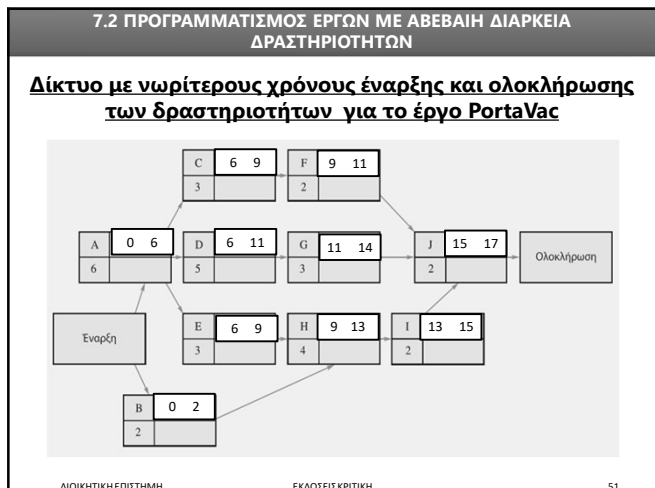 7.2 ΠΡΟΓΡΑΜΜΑΤΙΣΜΟΣ ΕΡΓΩΝ ΜΕ ΑΒΕΒΑΙΗ ΔΙΑΡΚΕΙΑ
ΔΡΑΣΤΗΡΙΟΤΗΤΩΝ
Δίκτυο με νωρίτερους χρόνους έναρξης και ολοκλήρωσης
των δραστηριοτήτων για το έργο PortaVac
C 6 9
3
F 9 11
2
A 0 6
6
D 6 11
5
G 11 14
3
J 15 17
2
Ολοκλήρωση
Έναρξη
E 6 9
3
H 9 13
4
I 13 15
2
B 0 2
2
ΔΙΟΙΚΗΤΙΚΗ ΕΠΙΣΤΗΜΗ ΕΚΔΟΣΕΙΣ ΚΡΙΤΙΚΗ 51